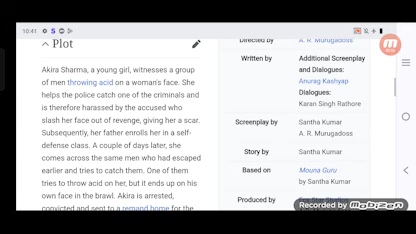 10:41
Plot
Akira Sharma, a young girl, witnesses a group
of men throwing acid on a woman's face. She
helps the police catch one of the criminals and
is therefore harassed by the accused who
slash her face out of revenge, giving her a scar.
Subsequently, her father enrolls her in a self-
defense class. A couple of days later, she
comes across the same men who had escaped
earlier and tries to catch them. One of them
tries to throw acid on her, but it ends up on his
own face in the brawl. Akira is arrested,
convicted and sent to a remand home for the
Directed by A. R. Murugadoss
Written by Additional Screenplay
and Dialogues:
Anurag Kashyap
Dialogues:
Karan Singh Rathore
Screenplay by Santha Kumar
A. R. Murugadoss
Story by Santha Kumar
Based on Mouna Guru
by Santha Kumar
Produced by Fox Star Studios
Recorded by Mobizen